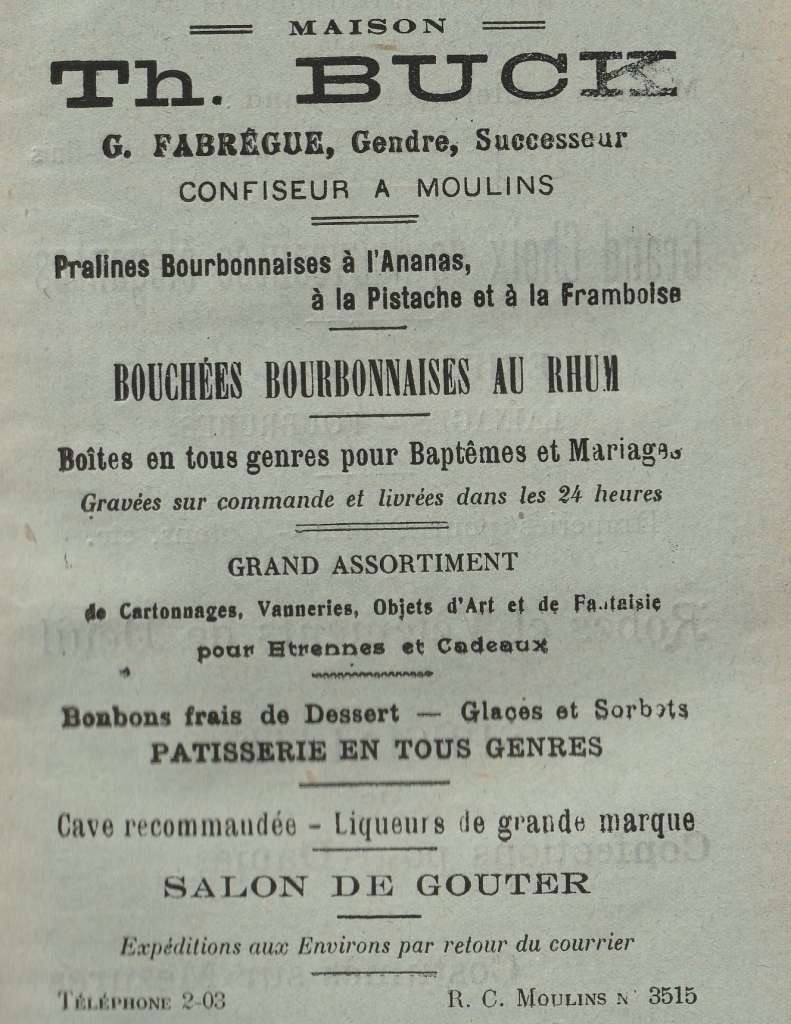 MAISON
Th. BUCK
G. FABRÊGUE, Gendre, Successeur
CONFISEUR A MOULINS
Pralines Bourbonnaises à l'Ananas,
à la Pistache et à la Framboise
BOUCHÉES BOURBONNAISES AU RHUM
Boîtes en tous genres pour Baptêmes et Mariages
Gravées sur commande et livrées dans les 24 heures
GRAND ASSORTIMENT
de Cartonnages, Vanneries, Objets d'Art et de Fantaisie
pour Etrennes et Cadeaux
Bonbons frais de Dessert — Glaces et Sorbets
PATISSERIE EN TOUS GENRES
Cave recommandée - Liqueurs de grande marque
SALON DE GOUTER
Expéditions aux Environs par retour du courrier
TÉLÉPHONE 2-03 R. C. MOULINS N° 3515